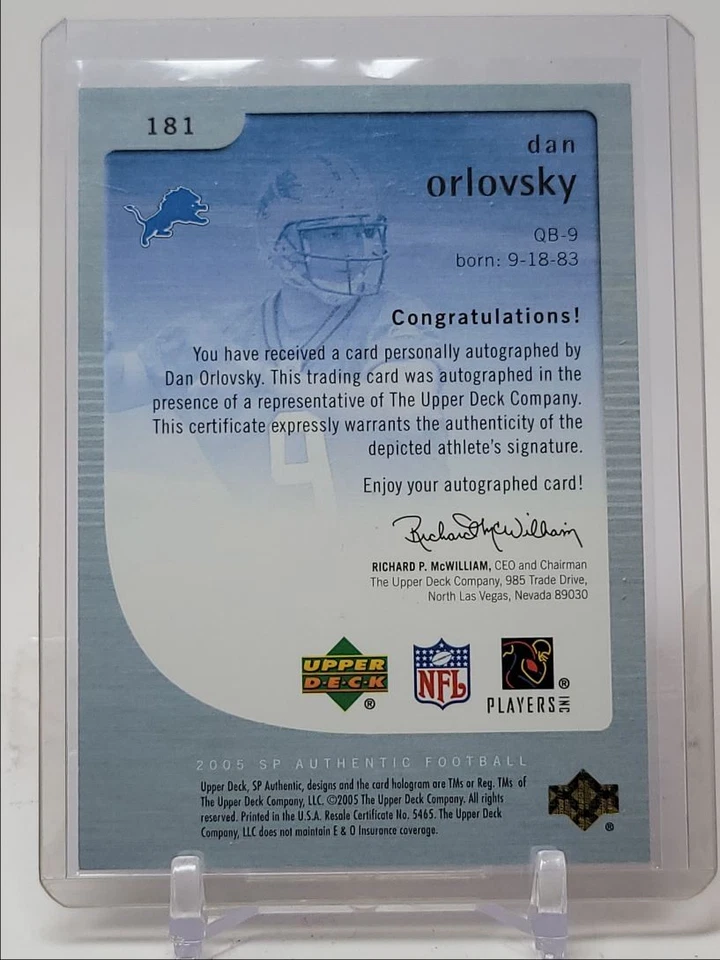 181
dan
orlovsky
QB-9
born: 9-18-83
Congratulations!
You have received a card personally autographed by
Dan Orlovsky. This trading card was autographed in the
presence of a representative of The Upper Deck Company.
This certificate expressly warrants the authenticity of the
depicted athlete's signature.
Enjoy your autographed card!
Richard McWilliam
RICHARD P. McWILLIAM, CEO and Chairman
The Upper Deck Company, 985 Trade Drive,
North Las Vegas, Nevada 89030
9
UPPER
D·E·C·K
®
NFL
PLAYERS INC
®
2005 SP AUTHENTIC FOOTBALL
Upper Deck, SP Authentic, designs and the card hologram are TMs or Reg. TMs of
The Upper Deck Company, LLC. ©2005 The Upper Deck Company. All rights
reserved. Printed in the U.S.A. Resale Certificate No. 5465. The Upper Deck
Company, LLC does not maintain E & O Insurance coverage.
®